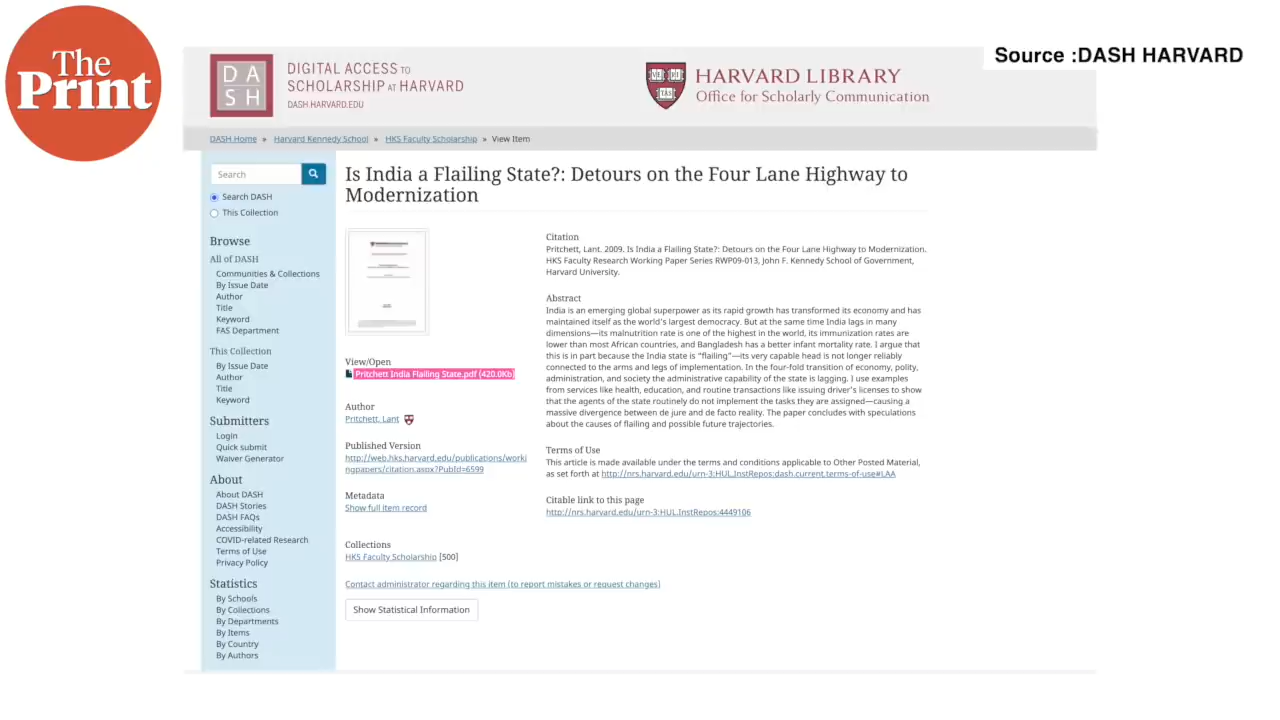 The
Print
Source :DASH HARVARD
DA
SH
DIGITAL ACCESS TO
SCHOLARSHIP AT HARVARD
DASH.HARVARD.EDU
HARVARD LIBRARY
Office for Scholarly Communication
DASH Home » Harvard Kennedy School » HKS Faculty Scholarship » View Item
Search
Search DASH
This Collection
Browse
All of DASH
Communities & Collections
By Issue Date
Author
Title
Keyword
FAS Department
This Collection
By Issue Date
Author
Title
Keyword
Submitters
Login
Quick submit
Waiver Generator
About
About DASH
DASH Stories
DASH FAQs
Accessibility
COVID-related Research
Terms of Use
Privacy Policy
Statistics
By Schools
By Collections
By Departments
By Items
By Country
By Authors
Is India a Flailing State?: Detours on the Four Lane Highway to
Modernization
View/Open
Pritchett India Flailing State.pdf (420.0Kb)
Author
Pritchett, Lant
Published Version
http://web.hks.harvard.edu/publications/worki
ngpapers/citation.aspx?PubId=6599
Metadata
Show full item record
Citation
Pritchett, Lant. 2009. Is India a Flailing State?: Detours on the Four Lane Highway to Modernization.
HKS Faculty Research Working Paper Series RWP09-013, John F. Kennedy School of Government,
Harvard University.
Abstract
India is an emerging global superpower as its rapid growth has transformed its economy and has
maintained itself as the world's largest democracy. But at the same time India lags in many
dimensions—its malnutrition rate is one of the highest in the world, its immunization rates are
lower than most African countries, and Bangladesh has a better infant mortality rate. I argue that
this is in part because the India state is "flailing"—its very capable head is not longer reliably
connected to the arms and legs of implementation. In the four-fold transition of economy, polity,
administration, and society the administrative capability of the state is lagging. I use examples
from services like health, education, and routine transactions like issuing driver's licenses to show
that the agents of the state routinely do not implement the tasks they are assigned—causing a
massive divergence between de jure and de facto reality. The paper concludes with speculations
about the causes of flailing and possible future trajectories.
Terms of Use
This article is made available under the terms and conditions applicable to Other Posted Material,
as set forth at http://nrs.harvard.edu/urn-3:HUL.InstRepos:dash.current.terms-of-use#LAA
Citable link to this page
http://nrs.harvard.edu/urn-3:HUL.InstRepos:4449106
Collections
HKS Faculty Scholarship [500]
Contact administrator regarding this item (to report mistakes or request changes)
Show Statistical Information